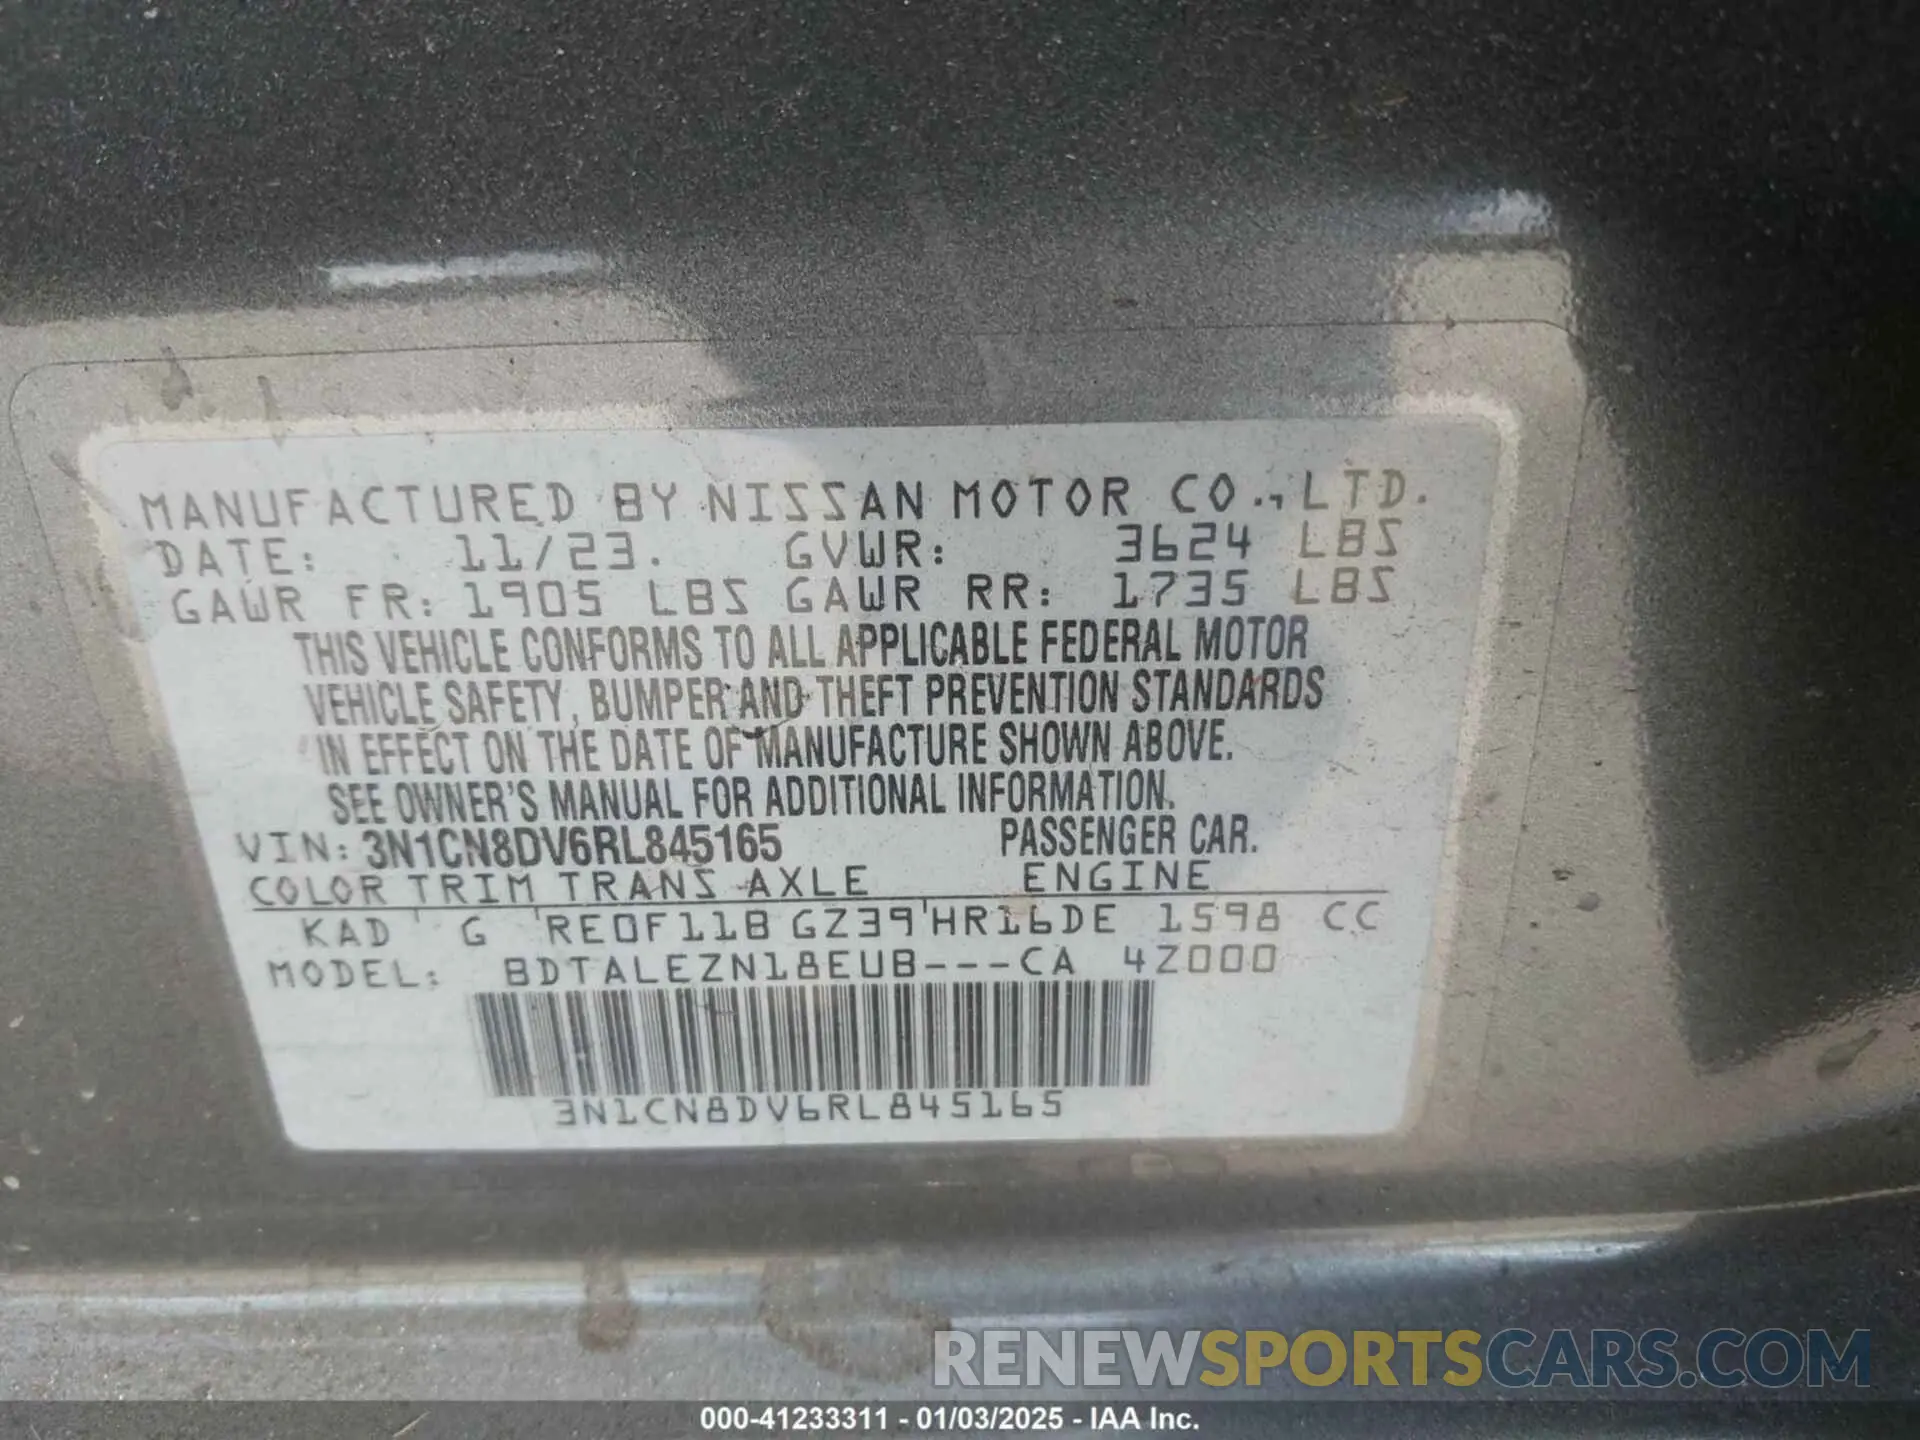 MANUFACTURED BY NISSAN MOTOR CO., LTD.
DATE: 11/23. GVWR: 3624 LBS
GAWR FR: 1905 LBS GAWR RR: 1735 LBS
THIS VEHICLE CONFORMS TO ALL APPLICABLE FEDERAL MOTOR
VEHICLE SAFETY, BUMPER AND THEFT PREVENTION STANDARDS
IN EFFECT ON THE DATE OF MANUFACTURE SHOWN ABOVE.
SEE OWNER'S MANUAL FOR ADDITIONAL INFORMATION.
VIN: 3N1CN8DV6RL845165 PASSENGER CAR.
COLOR TRIM TRANS AXLE ENGINE
KAD G RE0F11B GZ39 HR16DE 1598 CC
MODEL: BDTALEZN18EUB---CA 4Z000
3N1CN8DV6RL845165
RENEWSPORTSCARS.COM
000-41233311 - 01/03/2025 - IAA Inc.